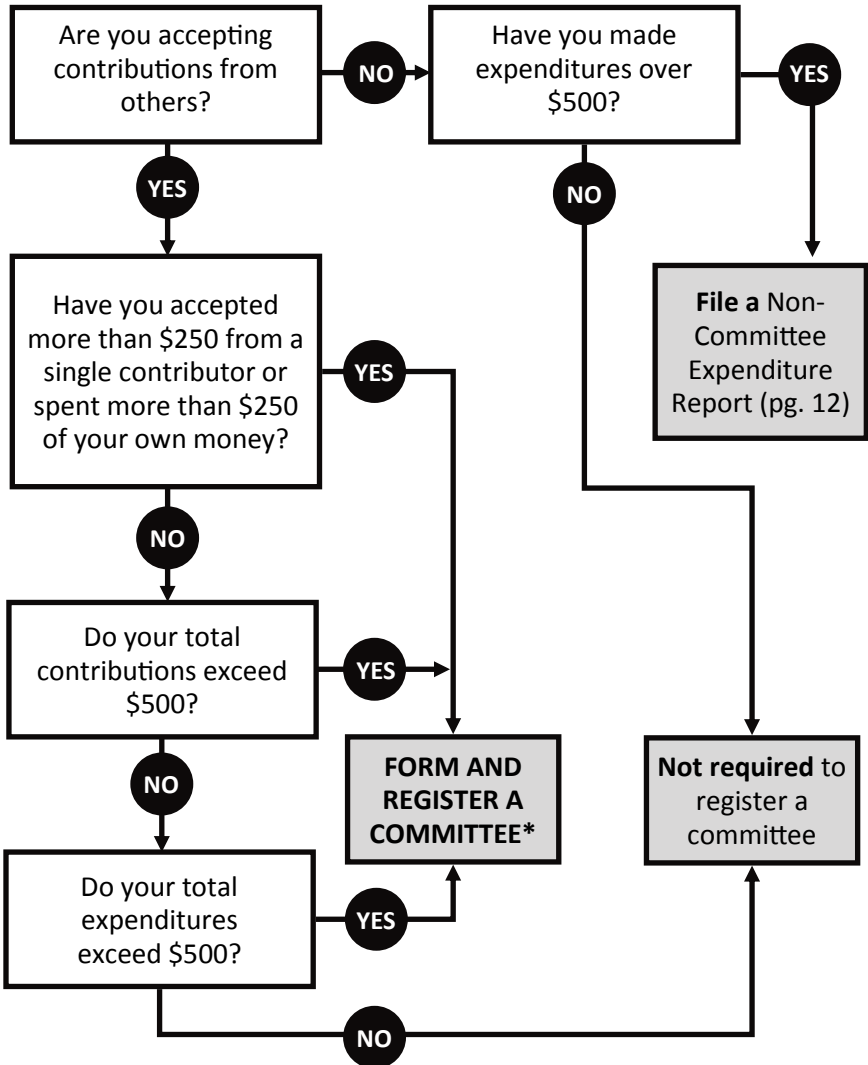 Are you accepting
contributions from
others?
NO
Have you made
expenditures over
$500?
YES
YES
NO
Have you accepted
more than $250 from a
single contributor or
spent more than $250
of your own money?
YES
File a Non-
Committee
Expenditure
Report (pg. 12)
NO
Do your total
contributions exceed
$500?
YES
NO
FORM AND
REGISTER A
COMMITTEE*
Not required to
register a
committee
Do your total
expenditures
exceed $500?
YES
NO